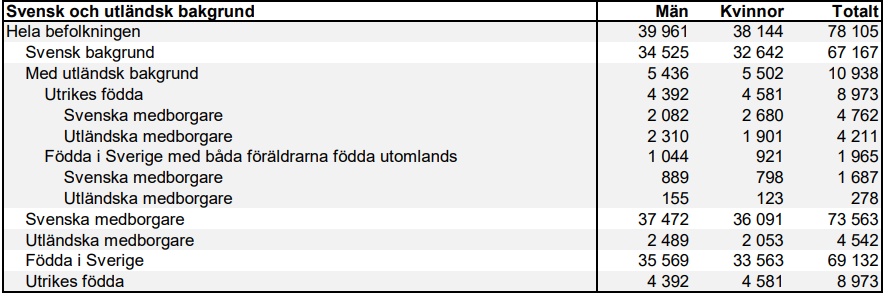 Svensk och utländsk bakgrund Män Kvinnor Totalt
Hela befolkningen 39 961 38 144 78 105
Svensk bakgrund 34 525 32 642 67 167
Med utländsk bakgrund 5 436 5 502 10 938
Utrikes födda 4 392 4 581 8 973
Svenska medborgare 2 082 2 680 4 762
Utländska medborgare 2 310 1 901 4 211
Födda i Sverige med båda föräldrarna födda utomlands 1 044 921 1 965
Svenska medborgare 889 798 1 687
Utländska medborgare 155 123 278
Svenska medborgare 37 472 36 091 73 563
Utländska medborgare 2 489 2 053 4 542
Födda i Sverige 35 569 33 563 69 132
Utrikes födda 4 392 4 581 8 973